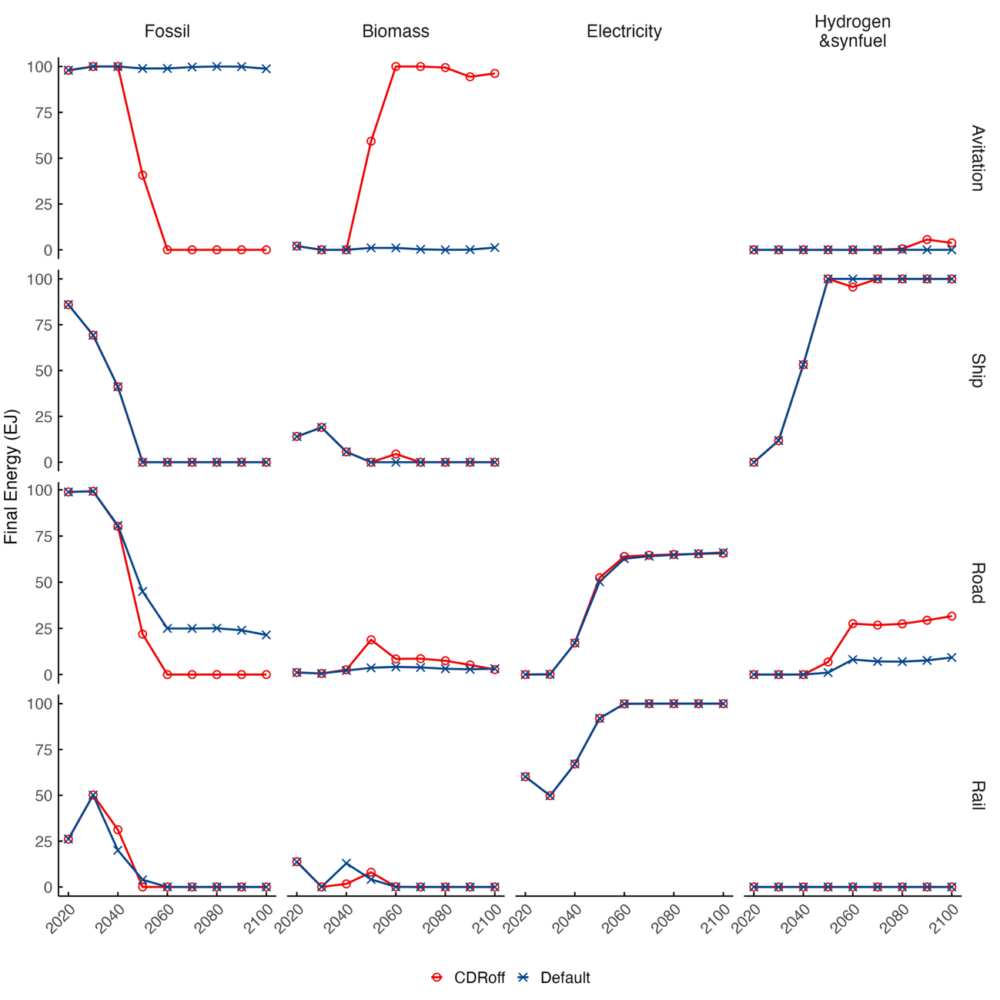 Fossil
Biomass
Electricity
Hydrogen
&synfuel
100
75
50
25
0
Avitation
100
75
50
25
0
Ship
Final Energy (EJ)
100
75
50
25
0
Road
100
75
50
25
0
Rail
2020 2040 2060 2080 2100 2020 2040 2060 2080 2100 2020 2040 2060 2080 2100 2020 2040 2060 2080 2100
CDRoff Default